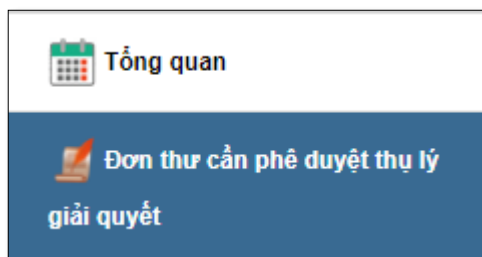 Tổng quan
Đơn thư cần phê duyệt thụ lý
giải quyết